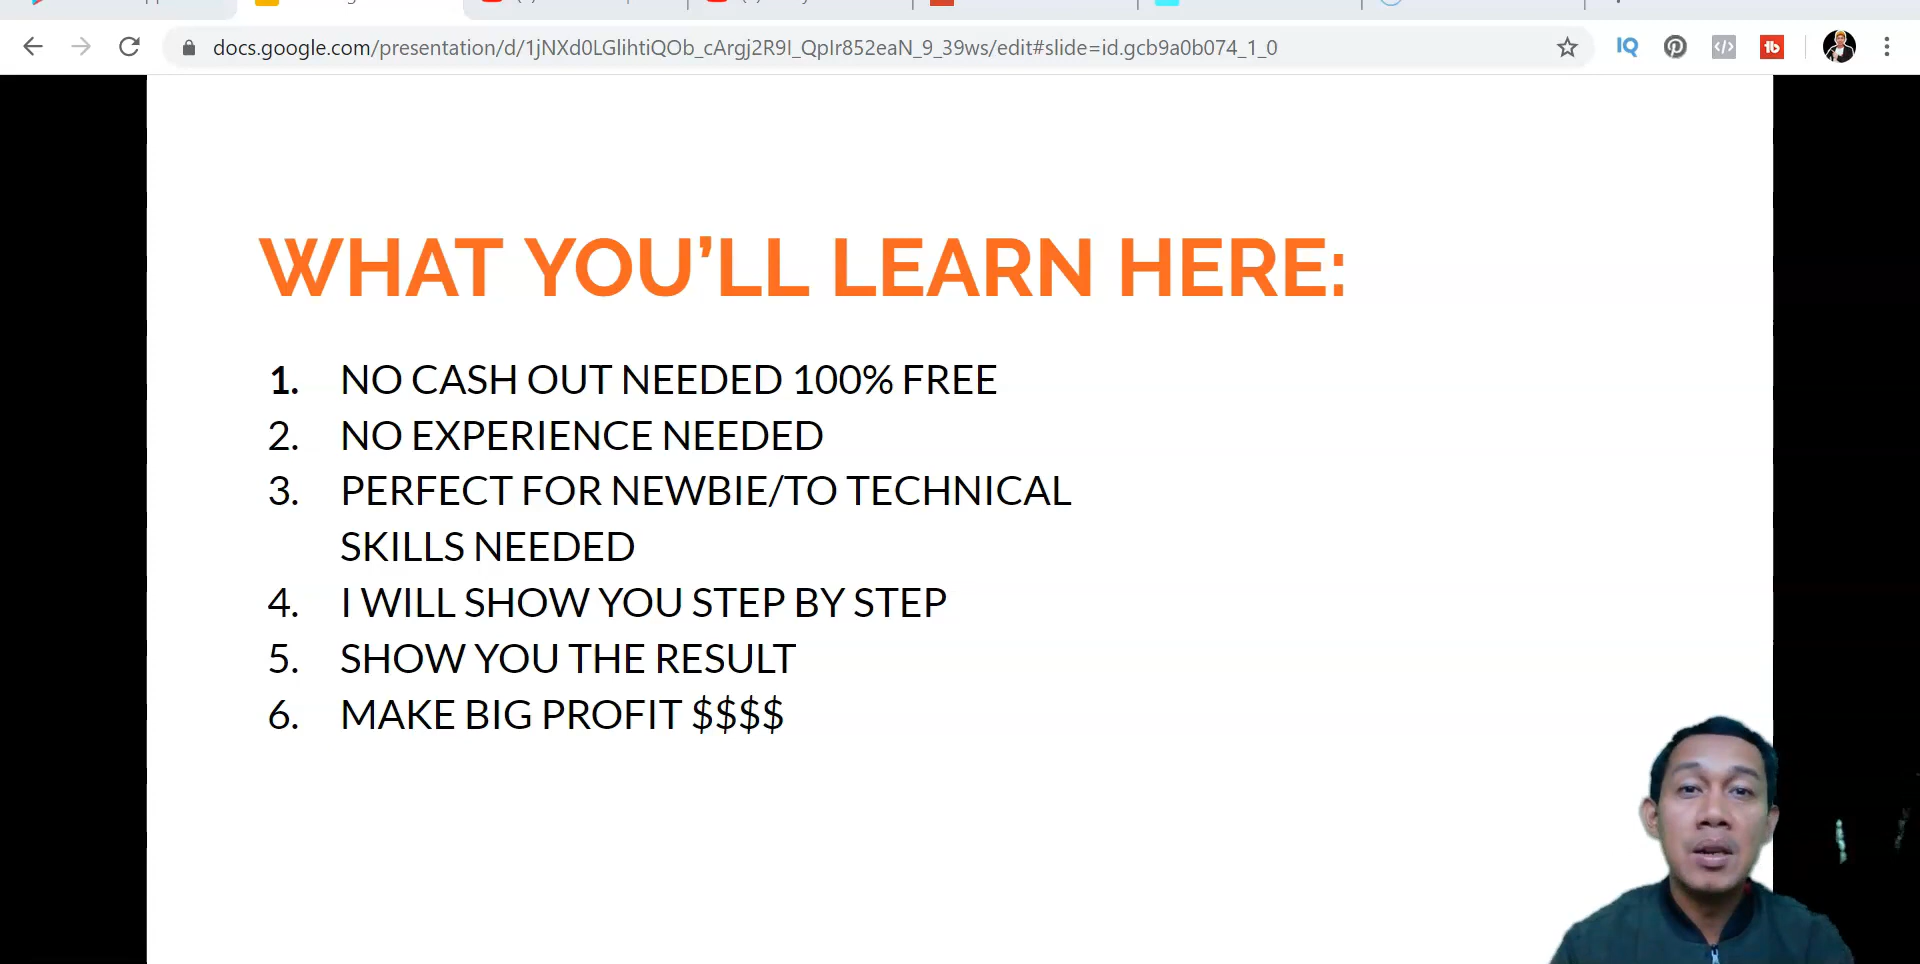 docs.google.com/presentation/d/1jNXd0LGlihtiQOb_cArgj2R9I_QpIr852eaN_9_39ws/edit#slide=id.gcb9a0b074_1_0
IQ
</>
WHAT YOU’LL LEARN HERE:
1. NO CASH OUT NEEDED 100% FREE
2. NO EXPERIENCE NEEDED
3. PERFECT FOR NEWBIE/TO TECHNICAL
SKILLS NEEDED
4. I WILL SHOW YOU STEP BY STEP
5. SHOW YOU THE RESULT
6. MAKE BIG PROFIT $$$$